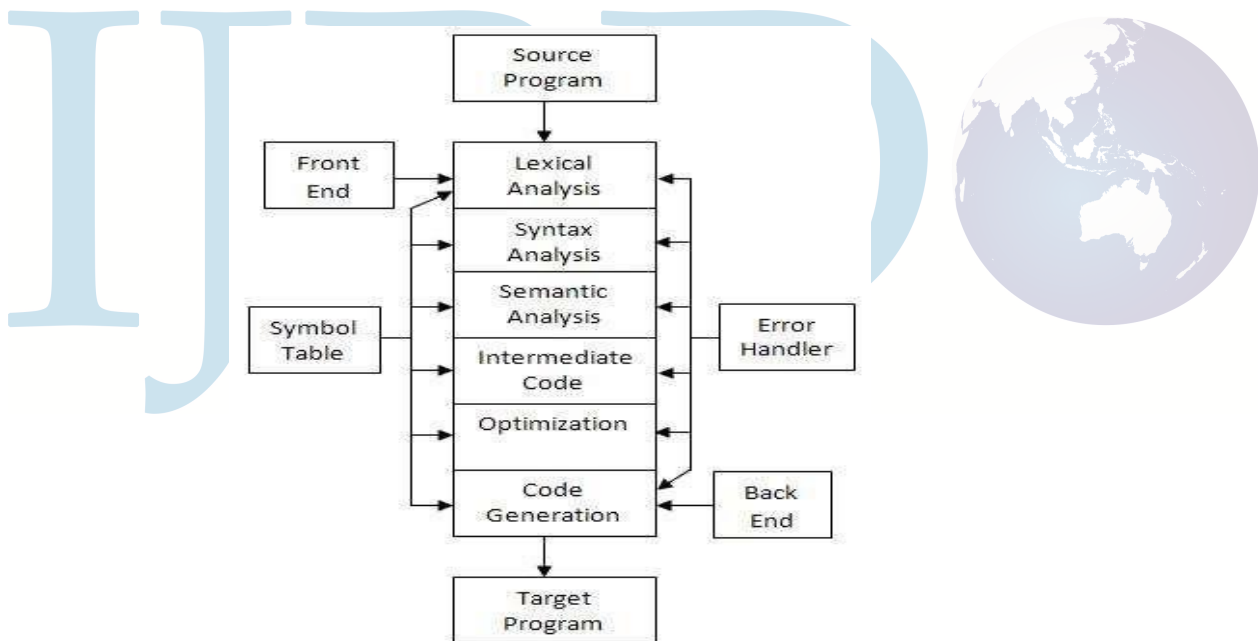 IJRD
Source
Program
Front
End
Lexical
Analysis
Syntax
Analysis
Semantic
Analysis
Symbol
Table
Error
Handler
Intermediate
Code
Optimization
Code
Generation
Back
End
Target
Program